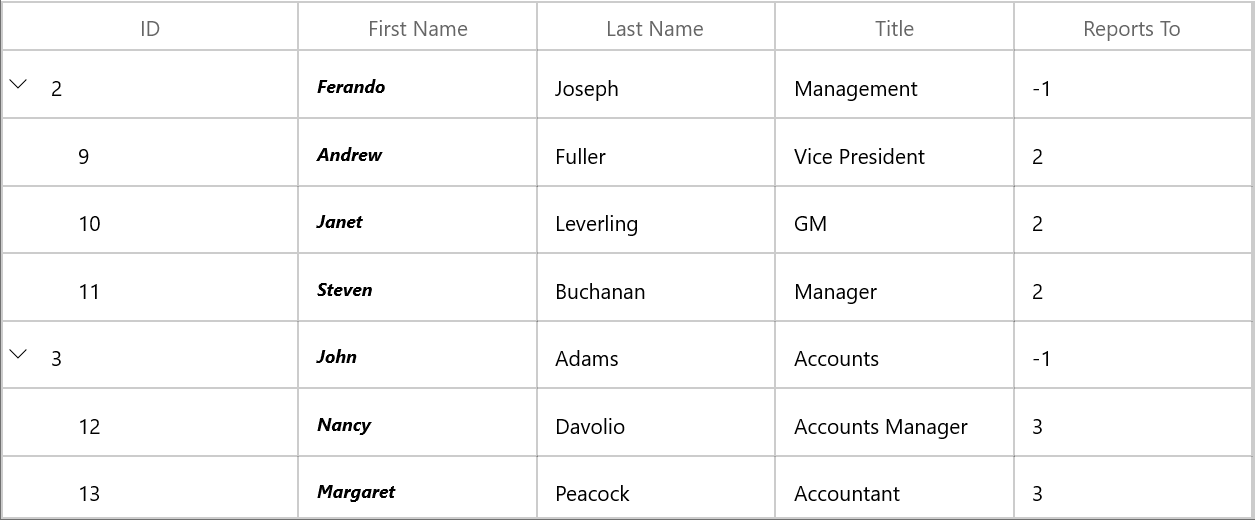 ID First Name Last Name Title Reports To
2 Ferando Joseph Management -1
9 Andrew Fuller Vice President 2
10 Janet Leverling GM 2
11 Steven Buchanan Manager 2
3 John Adams Accounts -1
12 Nancy Davolio Accounts Manager 3
13 Margaret Peacock Accountant 3